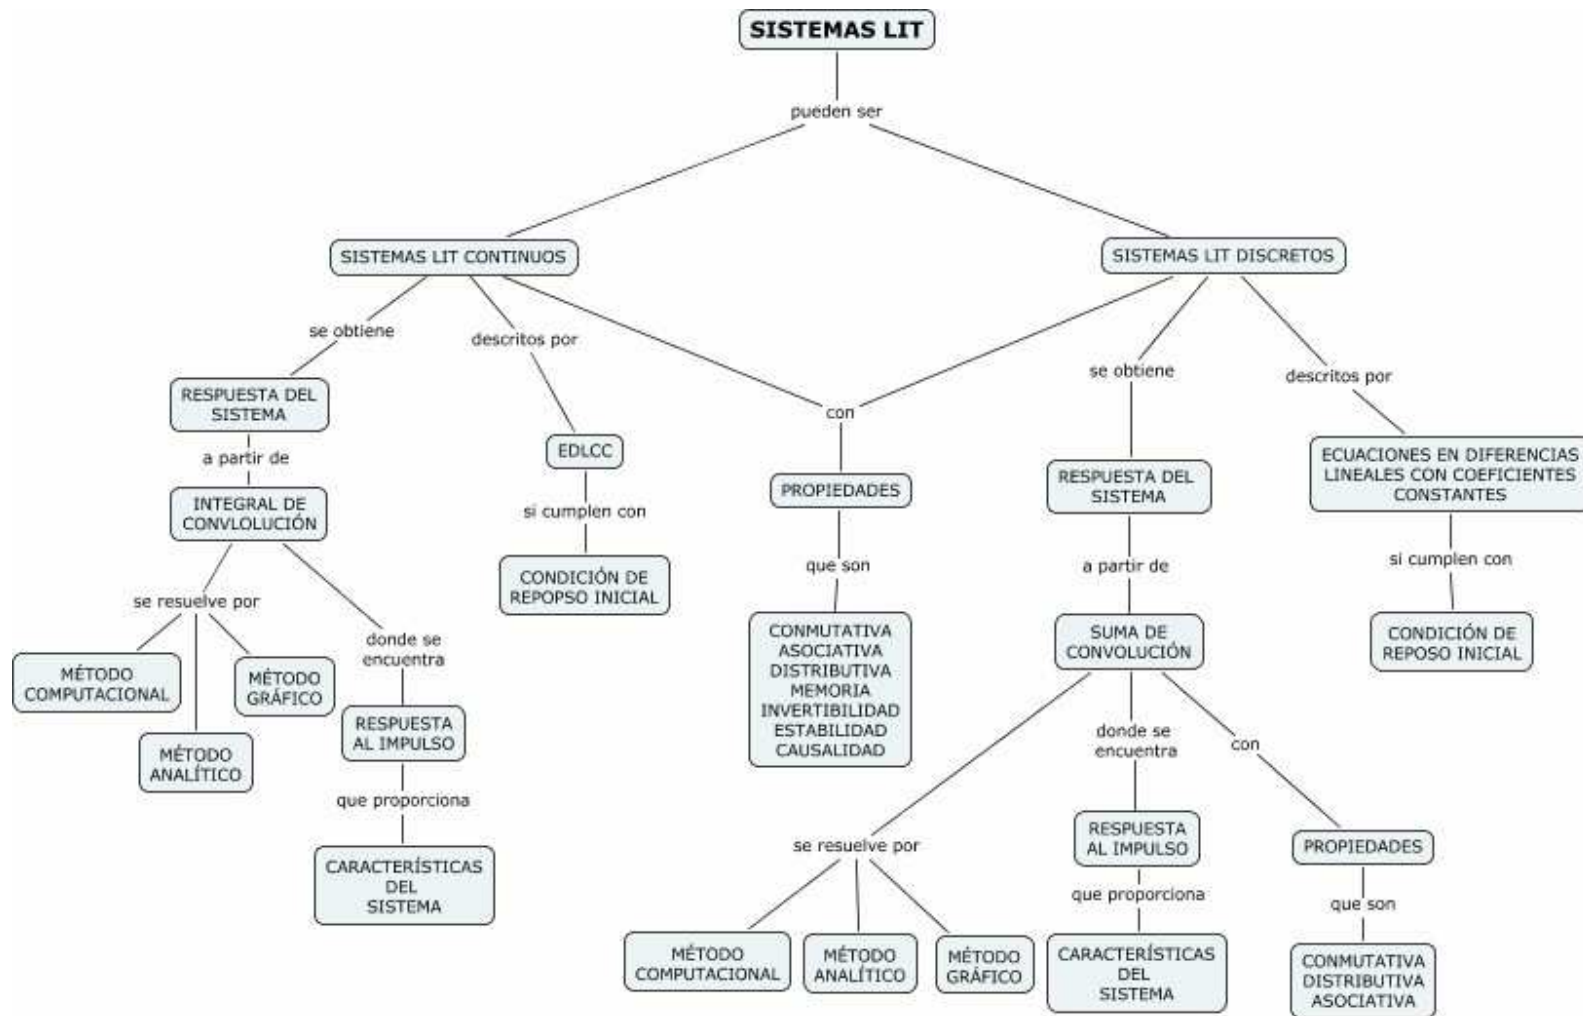 SISTEMAS LIT
pueden ser
SISTEMAS LIT CONTINUOS
SISTEMAS LIT DISCRETOS
se obtiene
descritos por
RESPUESTA DEL
SISTEMA
a partir de
INTEGRAL DE
CONVLOLUCIÓN
se resuelve por
MÉTODO
COMPUTACIONAL
MÉTODO
ANALÍTICO
MÉTODO
GRÁFICO
donde se
encuentra
RESPUESTA
AL IMPULSO
que proporciona
CARACTERÍSTICAS
DEL
SISTEMA
EDLCC
si cumplen con
CONDICIÓN DE
REPOPSO INICIAL
con
PROPIEDADES
que son
CONMUTATIVA
ASOCIATIVA
DISTRIBUTIVA
MEMORIA
INVERTIBILIDAD
ESTABILIDAD
CAUSALIDAD
se obtiene
descritos por
RESPUESTA DEL
SISTEMA
a partir de
SUMA DE
CONVOLUCIÓN
se resuelve por
MÉTODO
COMPUTACIONAL
MÉTODO
ANALÍTICO
MÉTODO
GRÁFICO
donde se
encuentra
RESPUESTA
AL IMPULSO
que proporciona
CARACTERÍSTICAS
DEL
SISTEMA
con
PROPIEDADES
que son
CONMUTATIVA
DISTRIBUTIVA
ASOCIATIVA
ECUACIONES EN DIFERENCIAS
LINEALES CON COEFICIENTES
CONSTANTES
si cumplen con
CONDICIÓN DE
REPOSO INICIAL